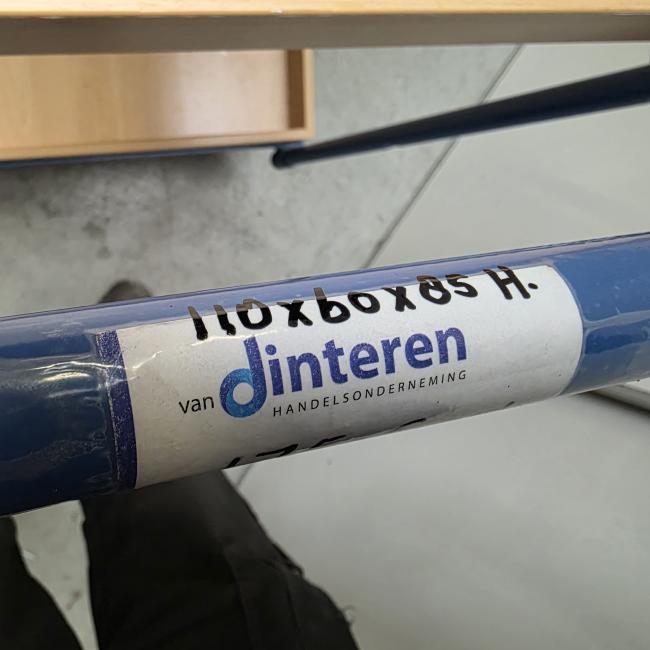 110x60x85 H.
van dinteren
HANDELSONDERNEMING